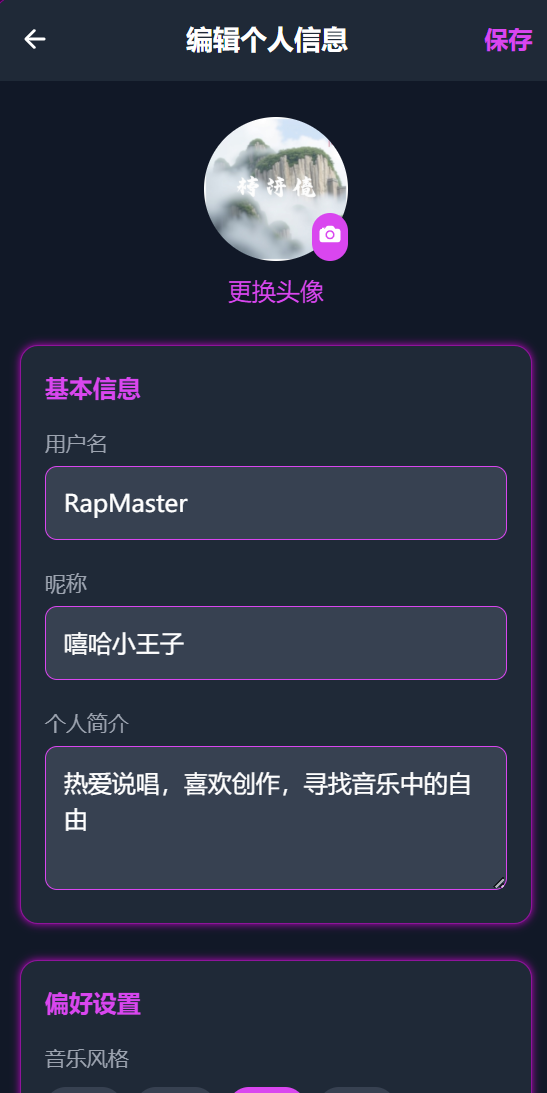 编辑个人信息
保存
更换头像
基本信息
用户名
RapMaster
昵称
嘻哈小王子
个人简介
热爱说唱，喜欢创作，寻找音乐中的自
由
偏好设置
音乐风格